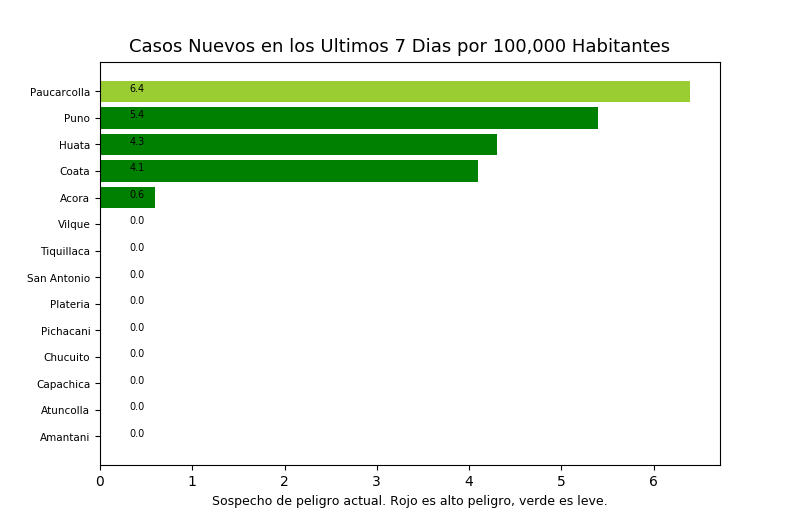 Casos Nuevos en los Ultimos 7 Dias por 100,000 Habitantes
Paucarcolla 6.4
Puno 5.4
Huata 4.3
Coata 4.1
Acora 0.6
Vilque 0.0
Tiquillaca 0.0
San Antonio 0.0
Plateria 0.0
Pichacani 0.0
Chucuito 0.0
Capachica 0.0
Atuncolla 0.0
Amantani 0.0
0 1 2 3 4 5 6
Sospecho de peligro actual. Rojo es alto peligro, verde es leve.